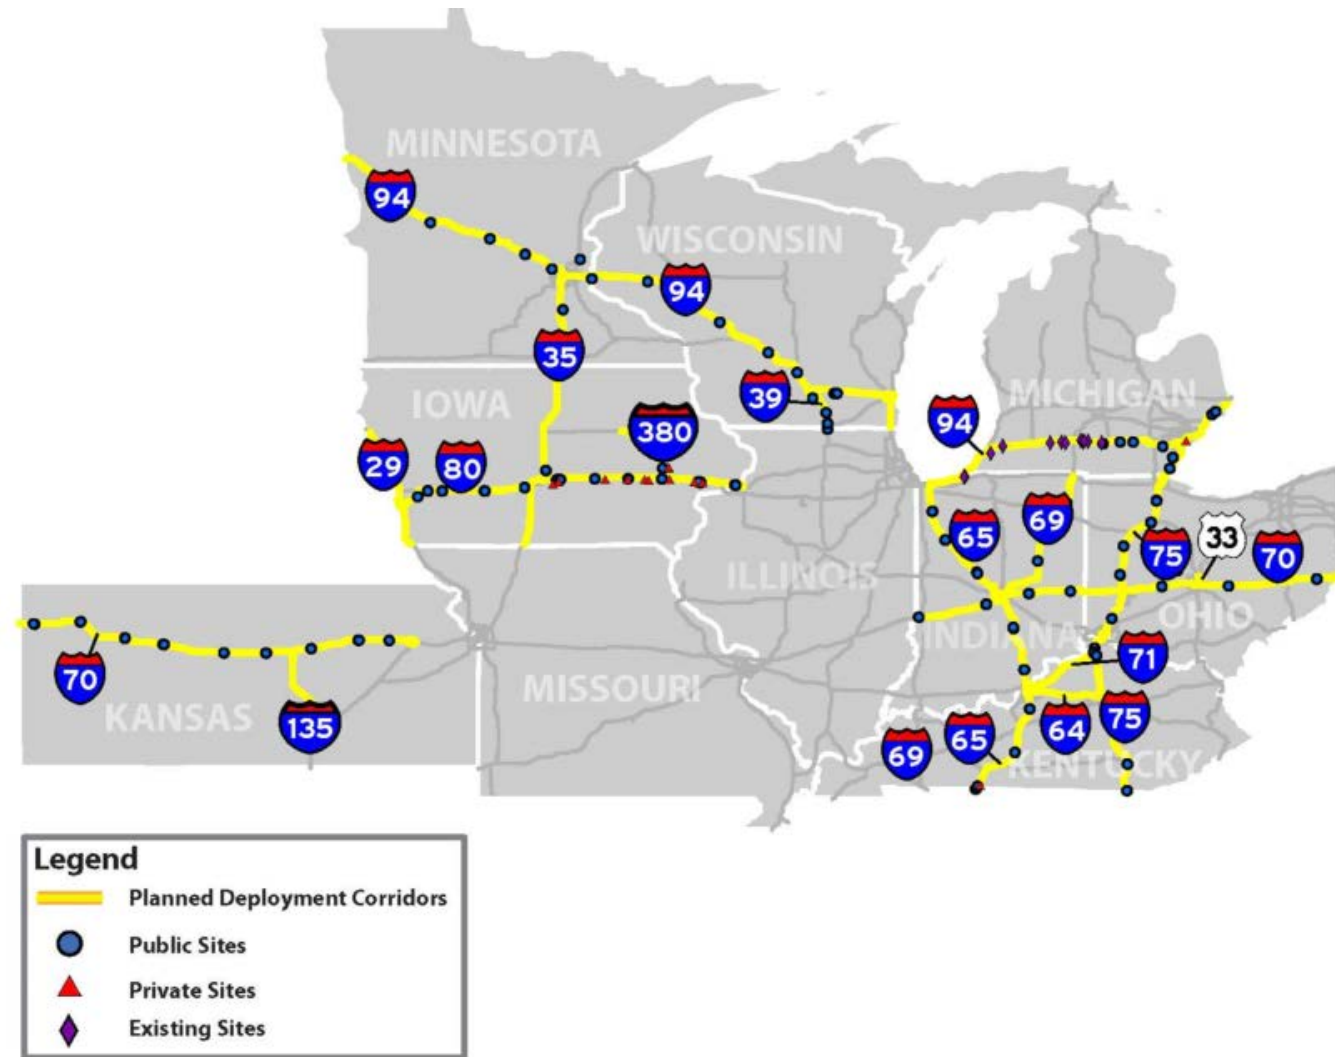 MINNESOTA
94
WISCONSIN
94
35
IOWA
39
MICHIGAN
94
380
29
80
69
65
33
75
70
ILLINOIS
OHIO
INDIANA
71
70
KANSAS
135
MISSOURI
69
65
64
75
KENTUCKY
Legend
Planned Deployment Corridors
Public Sites
Private Sites
Existing Sites